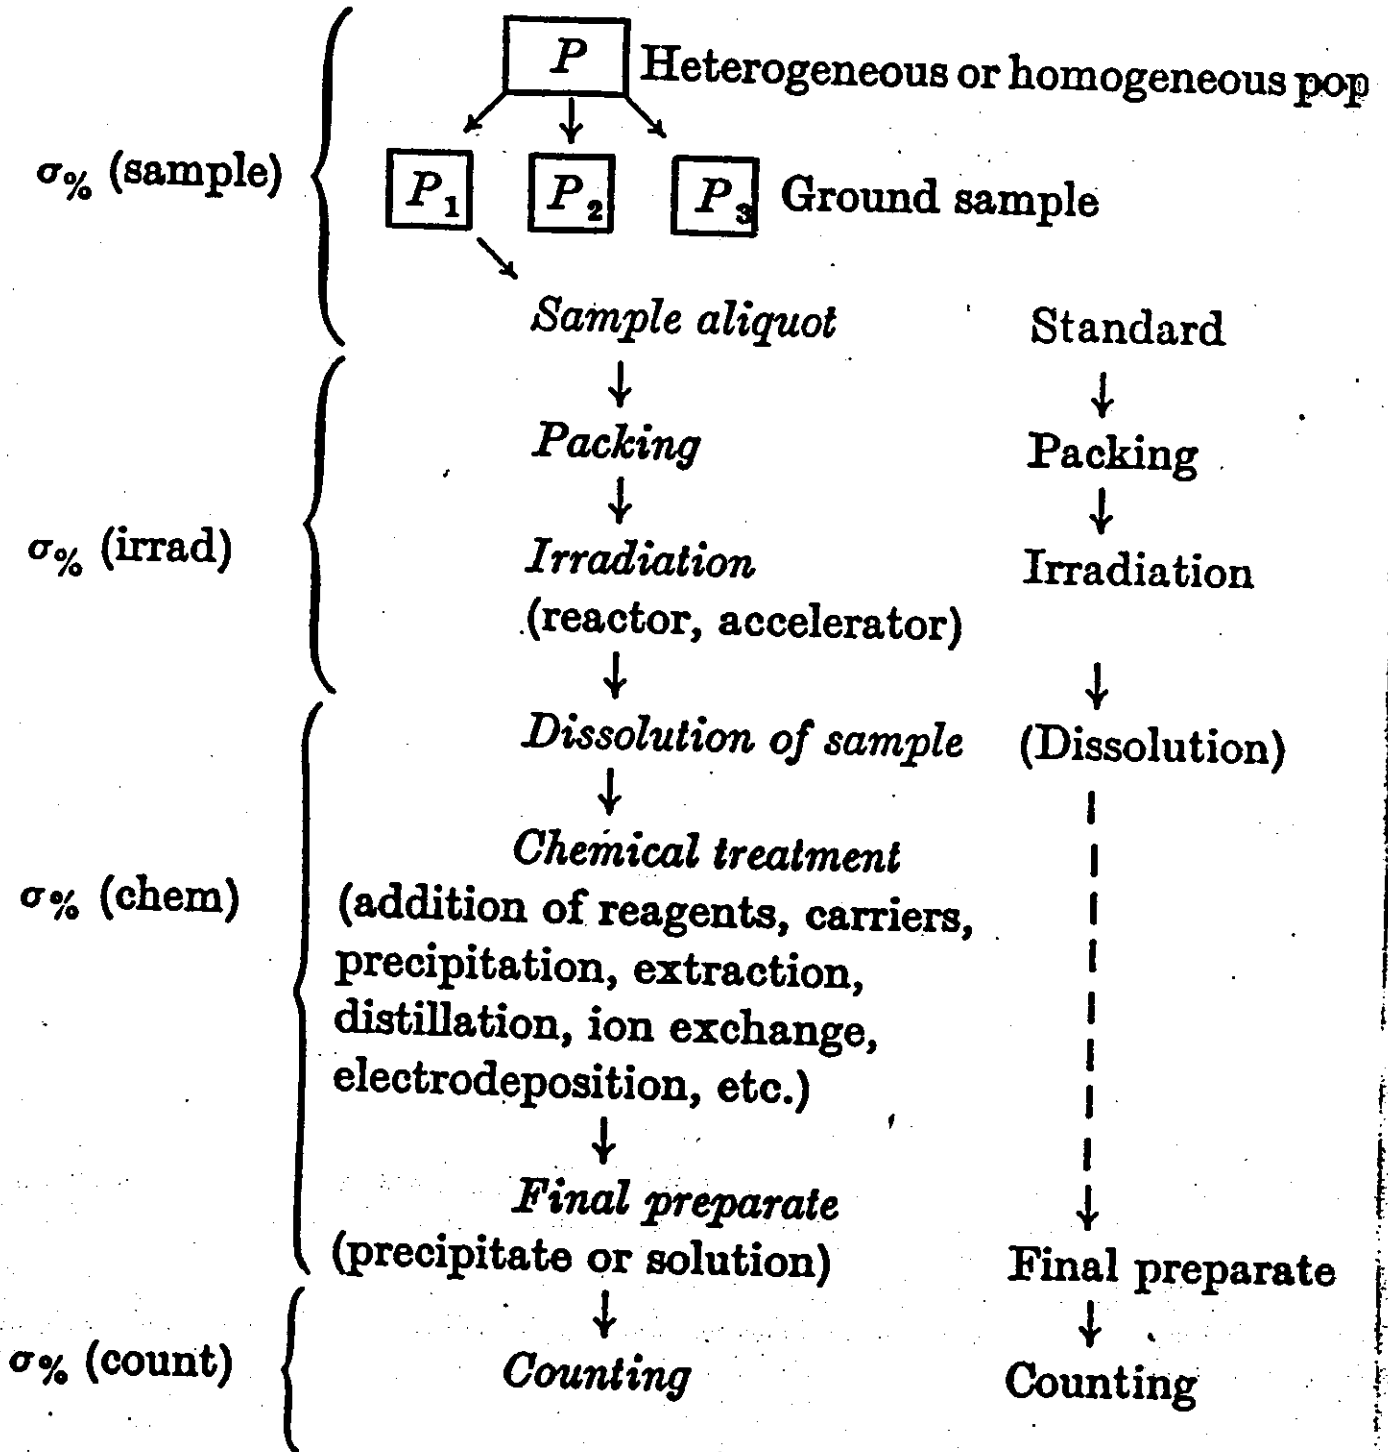 P Heterogeneous or homogeneous pop
σ% (sample) P₁ P₂ P₃ Ground sample
Sample aliquot Standard
Packing Packing
σ% (irrad) Irradiation Irradiation
(reactor, accelerator)
Dissolution of sample (Dissolution)
Chemical treatment
σ% (chem) (addition of reagents, carriers,
precipitation, extraction,
distillation, ion exchange,
electrodeposition, etc.)
Final preparate
(precipitate or solution) Final preparate
σ% (count) Counting Counting